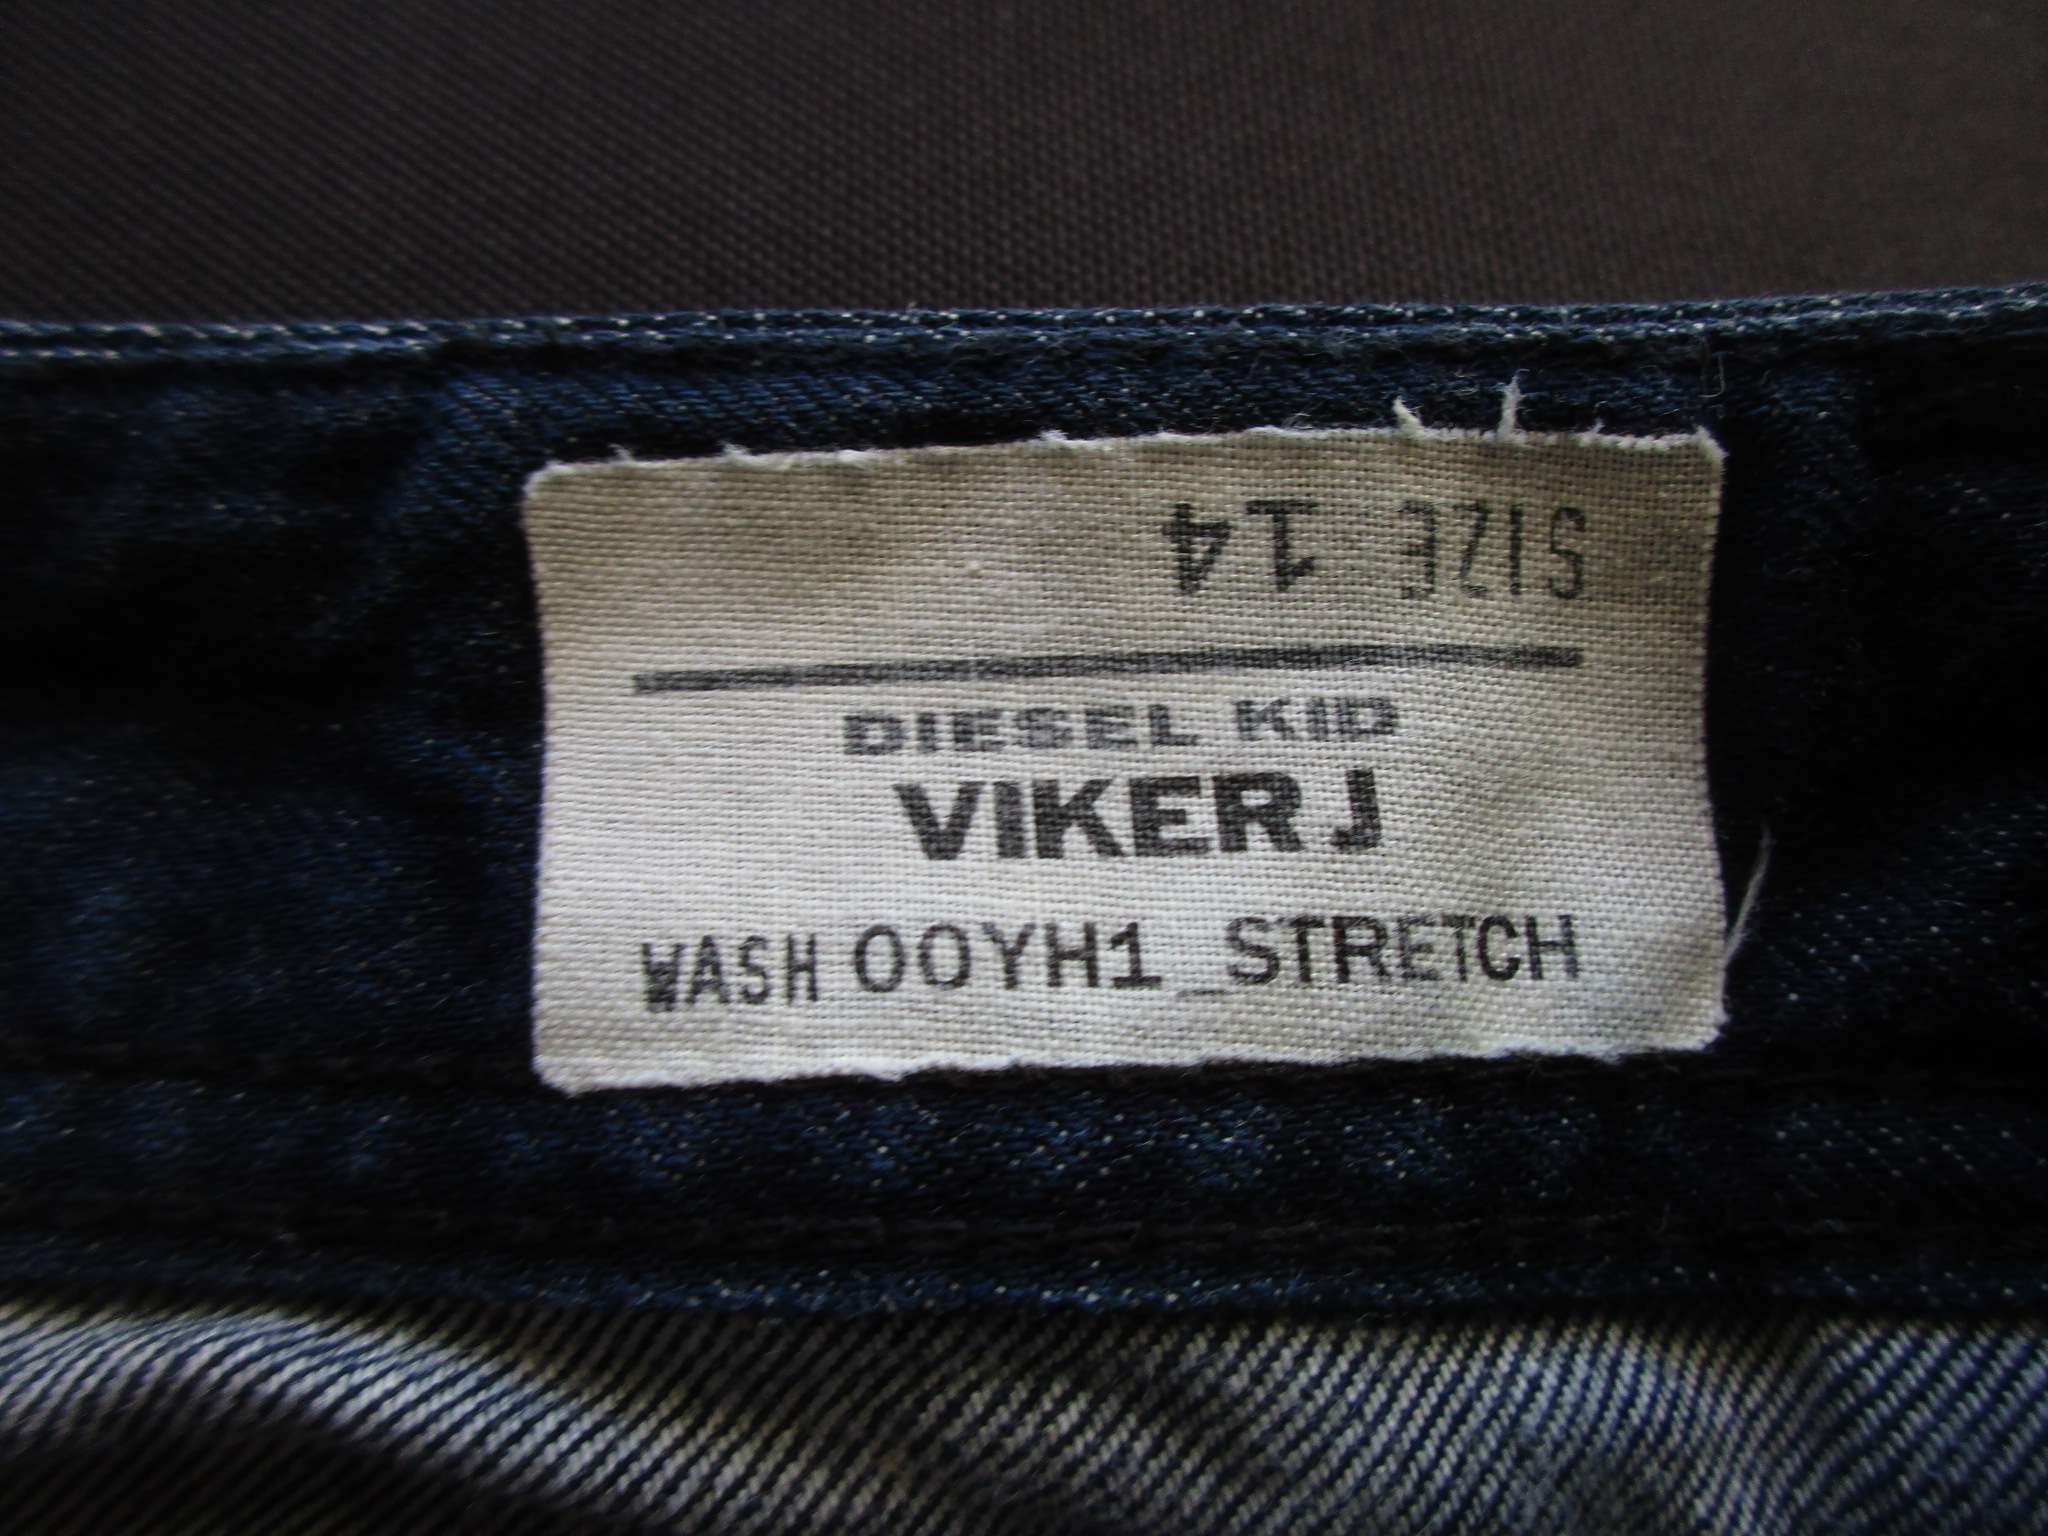 SIZE 14
DIESEL KID
VIKER J
WASH 00YH1_STRETCH